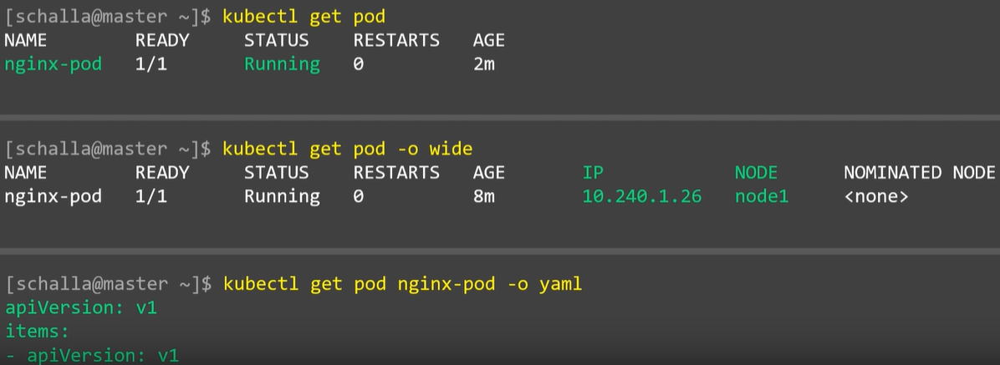 [schalla@master ~]$ kubectl get pod
NAME READY STATUS RESTARTS AGE
nginx-pod 1/1 Running 0 2m
[schalla@master ~]$ kubectl get pod -o wide
NAME READY STATUS RESTARTS AGE IP NODE NOMINATED NODE
nginx-pod 1/1 Running 0 8m 10.240.1.26 node1 <none>
[schalla@master ~]$ kubectl get pod nginx-pod -o yaml
apiVersion: v1
items:
- apiVersion: v1